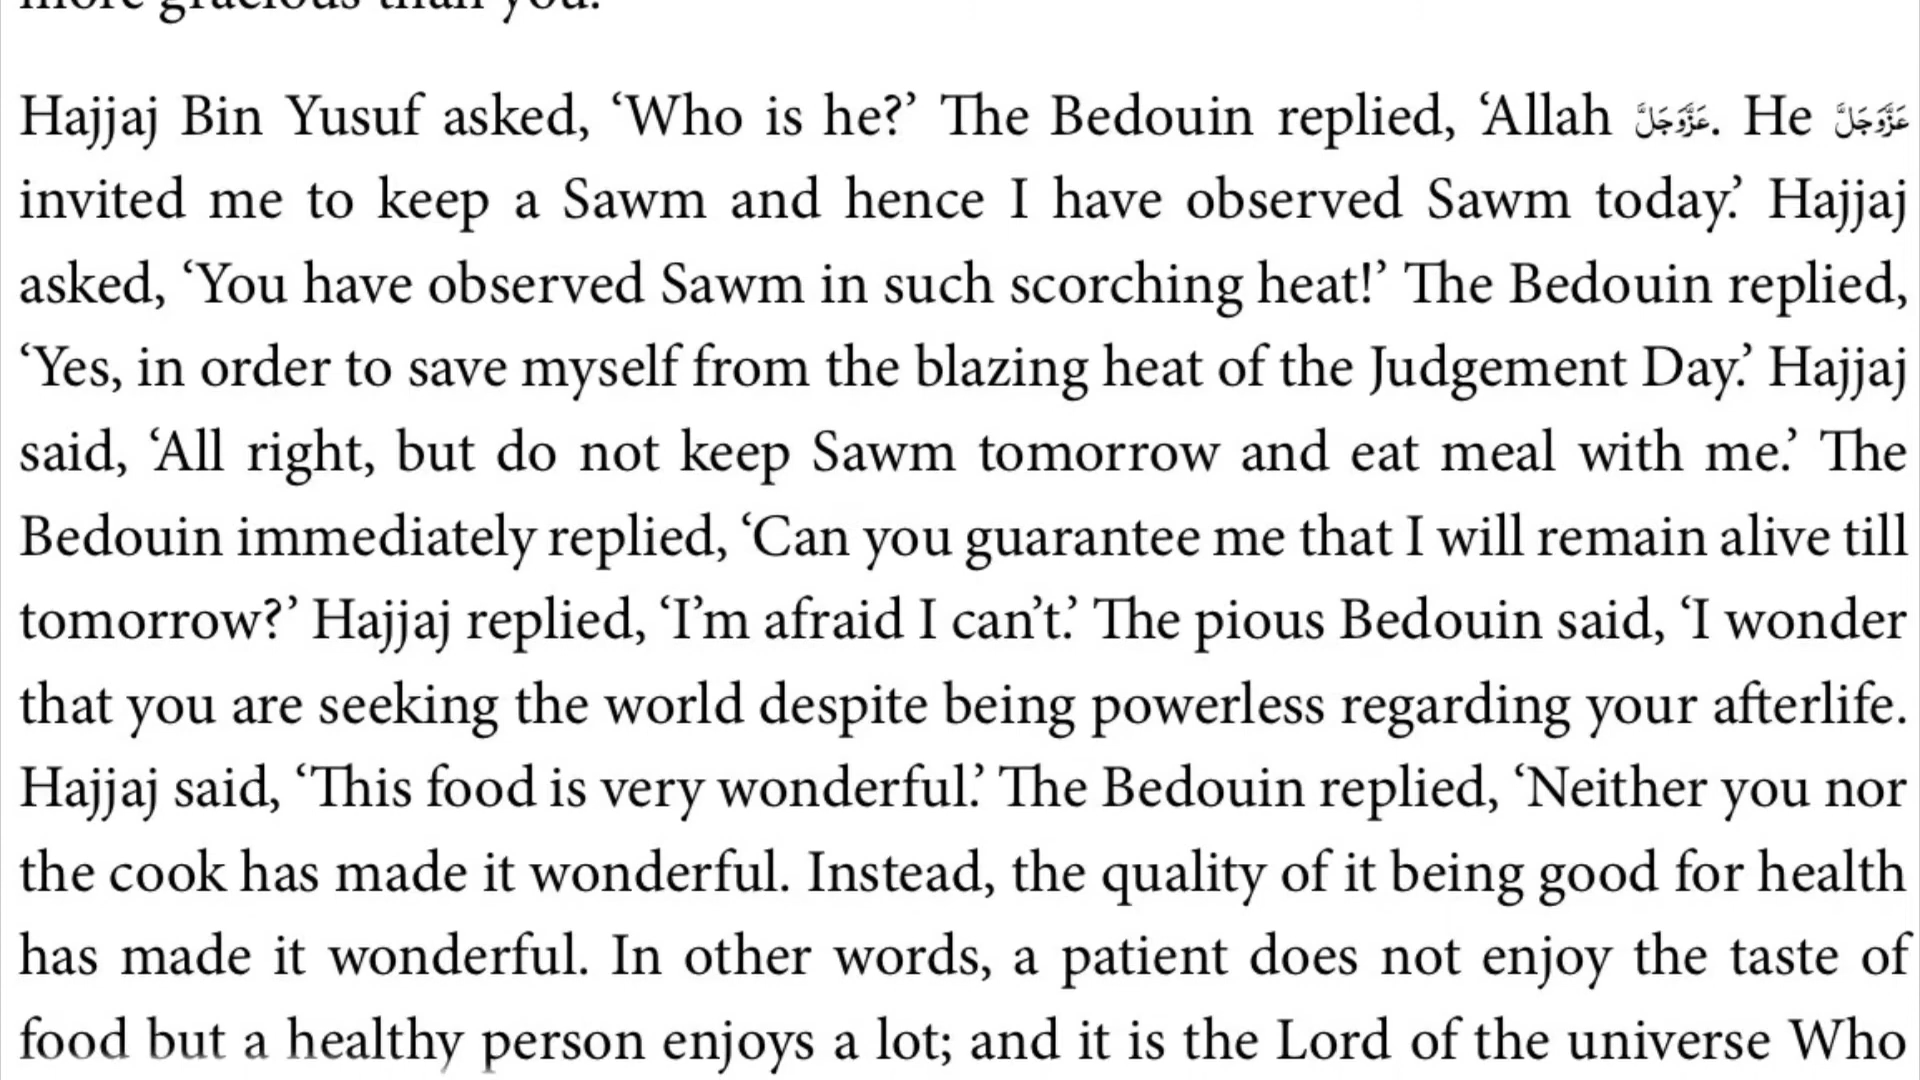 more gracious than you.
Hajjaj Bin Yusuf asked, ‘Who is he?’ The Bedouin replied, ‘Allah عَزَّوَجَلَّ. He عَزَّوَجَلَّ
invited me to keep a Sawm and hence I have observed Sawm today.’ Hajjaj
asked, ‘You have observed Sawm in such scorching heat!’ The Bedouin replied,
‘Yes, in order to save myself from the blazing heat of the Judgement Day.’ Hajjaj
said, ‘All right, but do not keep Sawm tomorrow and eat meal with me.’ The
Bedouin immediately replied, ‘Can you guarantee me that I will remain alive till
tomorrow?’ Hajjaj replied, ‘I’m afraid I can’t.’ The pious Bedouin said, ‘I wonder
that you are seeking the world despite being powerless regarding your afterlife.
Hajjaj said, ‘This food is very wonderful.’ The Bedouin replied, ‘Neither you nor
the cook has made it wonderful. Instead, the quality of it being good for health
has made it wonderful. In other words, a patient does not enjoy the taste of
food but a healthy person enjoys a lot; and it is the Lord of the universe Who